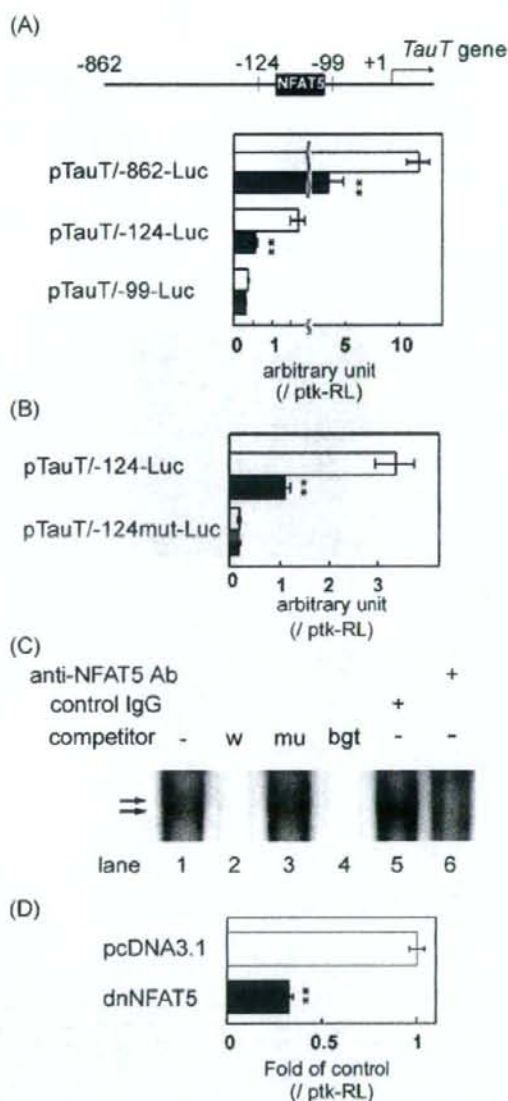 (A)
-862 -124 -99 +1 TauT gene
NFAT5
pTauT/-862-Luc
**
pTauT/-124-Luc
**
pTauT/-99-Luc
0 1 5 10
arbitrary unit
(/ ptk-RL)
(B)
pTauT/-124-Luc
**
pTauT/-124mut-Luc
0 1 2 3
arbitrary unit
(/ ptk-RL)
(C)
anti-NFAT5 Ab +
control IgG +
competitor - w mu bgt - -
lane 1 2 3 4 5 6
(D)
pcDNA3.1
dnNFAT5
**
0 0.5 1
Fold of control
(/ ptk-RL)